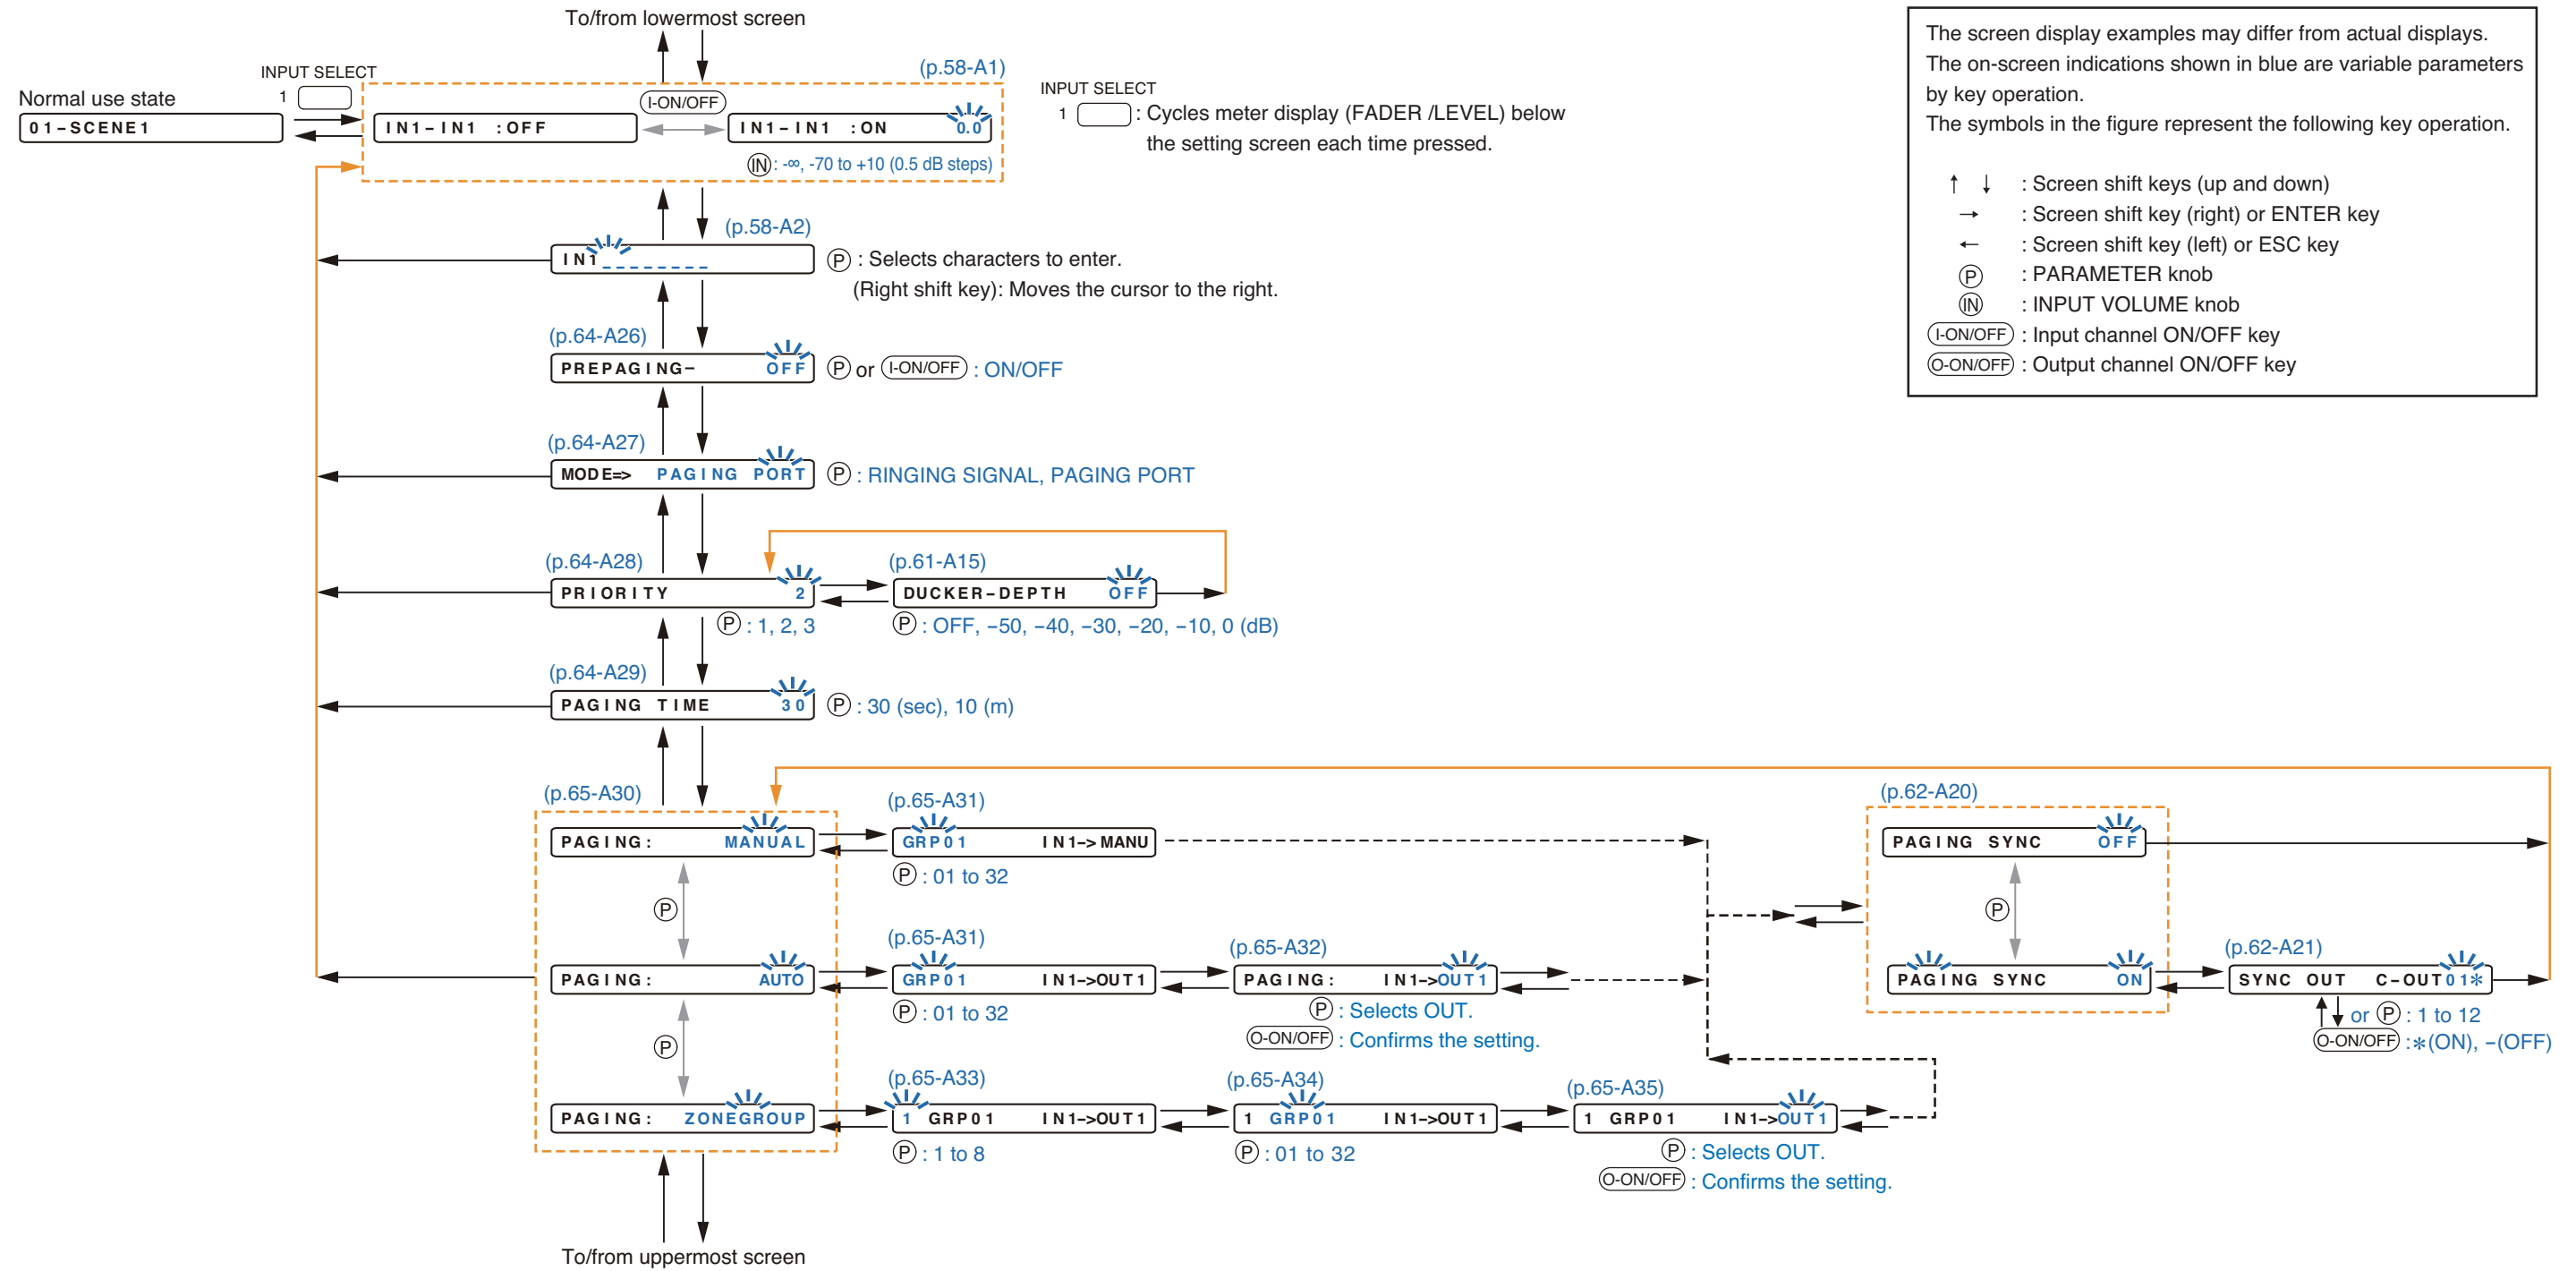 To/from lowermost screen
INPUT SELECT
1
Normal use state
01-SCENE1
(p.58-A1)
I-ON/OFF
IN1-IN1 :OFF
IN1-IN1 :ON 0.0
IN : -∞, -70 to +10 (0.5 dB steps)
INPUT SELECT
1 : Cycles meter display (FADER /LEVEL) below
the setting screen each time pressed.
The screen display examples may differ from actual displays.
The on-screen indications shown in blue are variable parameters
by key operation.
The symbols in the figure represent the following key operation.
↑ ↓ : Screen shift keys (up and down)
→ : Screen shift key (right) or ENTER key
← : Screen shift key (left) or ESC key
P : PARAMETER knob
IN : INPUT VOLUME knob
I-ON/OFF : Input channel ON/OFF key
O-ON/OFF : Output channel ON/OFF key
(p.58-A2)
IN1_ _ _ _ _ _ _ _
P : Selects characters to enter.
(Right shift key): Moves the cursor to the right.
(p.64-A26)
PREPAGING- OFF
P or I-ON/OFF : ON/OFF
(p.64-A27)
MODE=> PAGING PORT
P : RINGING SIGNAL, PAGING PORT
(p.64-A28)
PRIORITY 2
P : 1, 2, 3
(p.61-A15)
DUCKER-DEPTH OFF
P : OFF, −50, −40, −30, −20, −10, 0 (dB)
(p.64-A29)
PAGING TIME 30
P : 30 (sec), 10 (m)
(p.65-A30)
PAGING: MANUAL
(p.65-A31)
GRP01 IN1->MANU
P : 01 to 32
P
PAGING: AUTO
(p.65-A31)
GRP01 IN1->OUT1
P : 01 to 32
(p.65-A32)
PAGING: IN1->OUT1
P : Selects OUT.
O-ON/OFF : Confirms the setting.
P
PAGING: ZONEGROUP
(p.65-A33)
1 GRP01 IN1->OUT1
P : 1 to 8
(p.65-A34)
1 GRP01 IN1->OUT1
P : 01 to 32
(p.65-A35)
1 GRP01 IN1->OUT1
P : Selects OUT.
O-ON/OFF : Confirms the setting.
(p.62-A20)
PAGING SYNC OFF
P
PAGING SYNC ON
(p.62-A21)
SYNC OUT C-OUT01*
or P : 1 to 12
O-ON/OFF :*(ON), −(OFF)
To/from uppermost screen